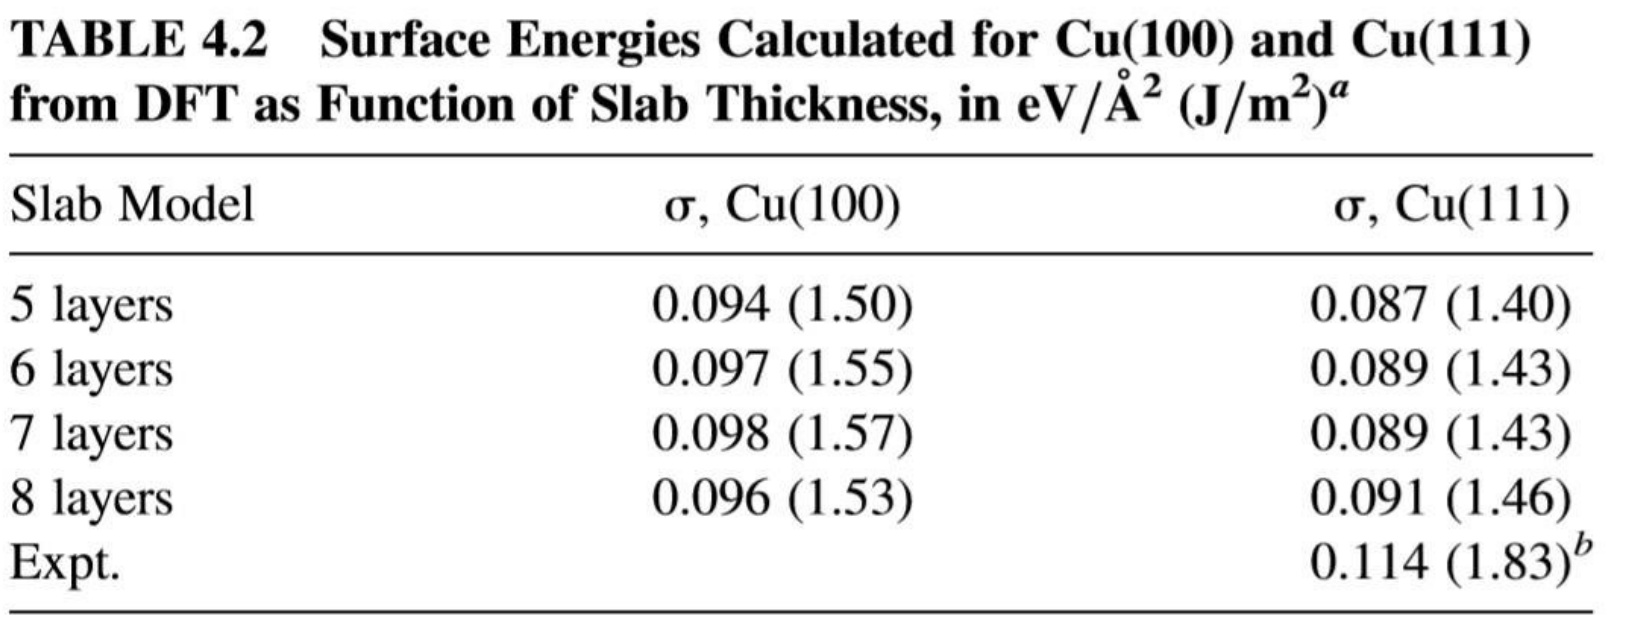 TABLE 4.2 Surface Energies Calculated for Cu(100) and Cu(111)
from DFT as Function of Slab Thickness, in eV/Å² (J/m²)ᵃ
Slab Model σ, Cu(100) σ, Cu(111)
5 layers 0.094 (1.50) 0.087 (1.40)
6 layers 0.097 (1.55) 0.089 (1.43)
7 layers 0.098 (1.57) 0.089 (1.43)
8 layers 0.096 (1.53) 0.091 (1.46)
Expt. 0.114 (1.83)ᵇ